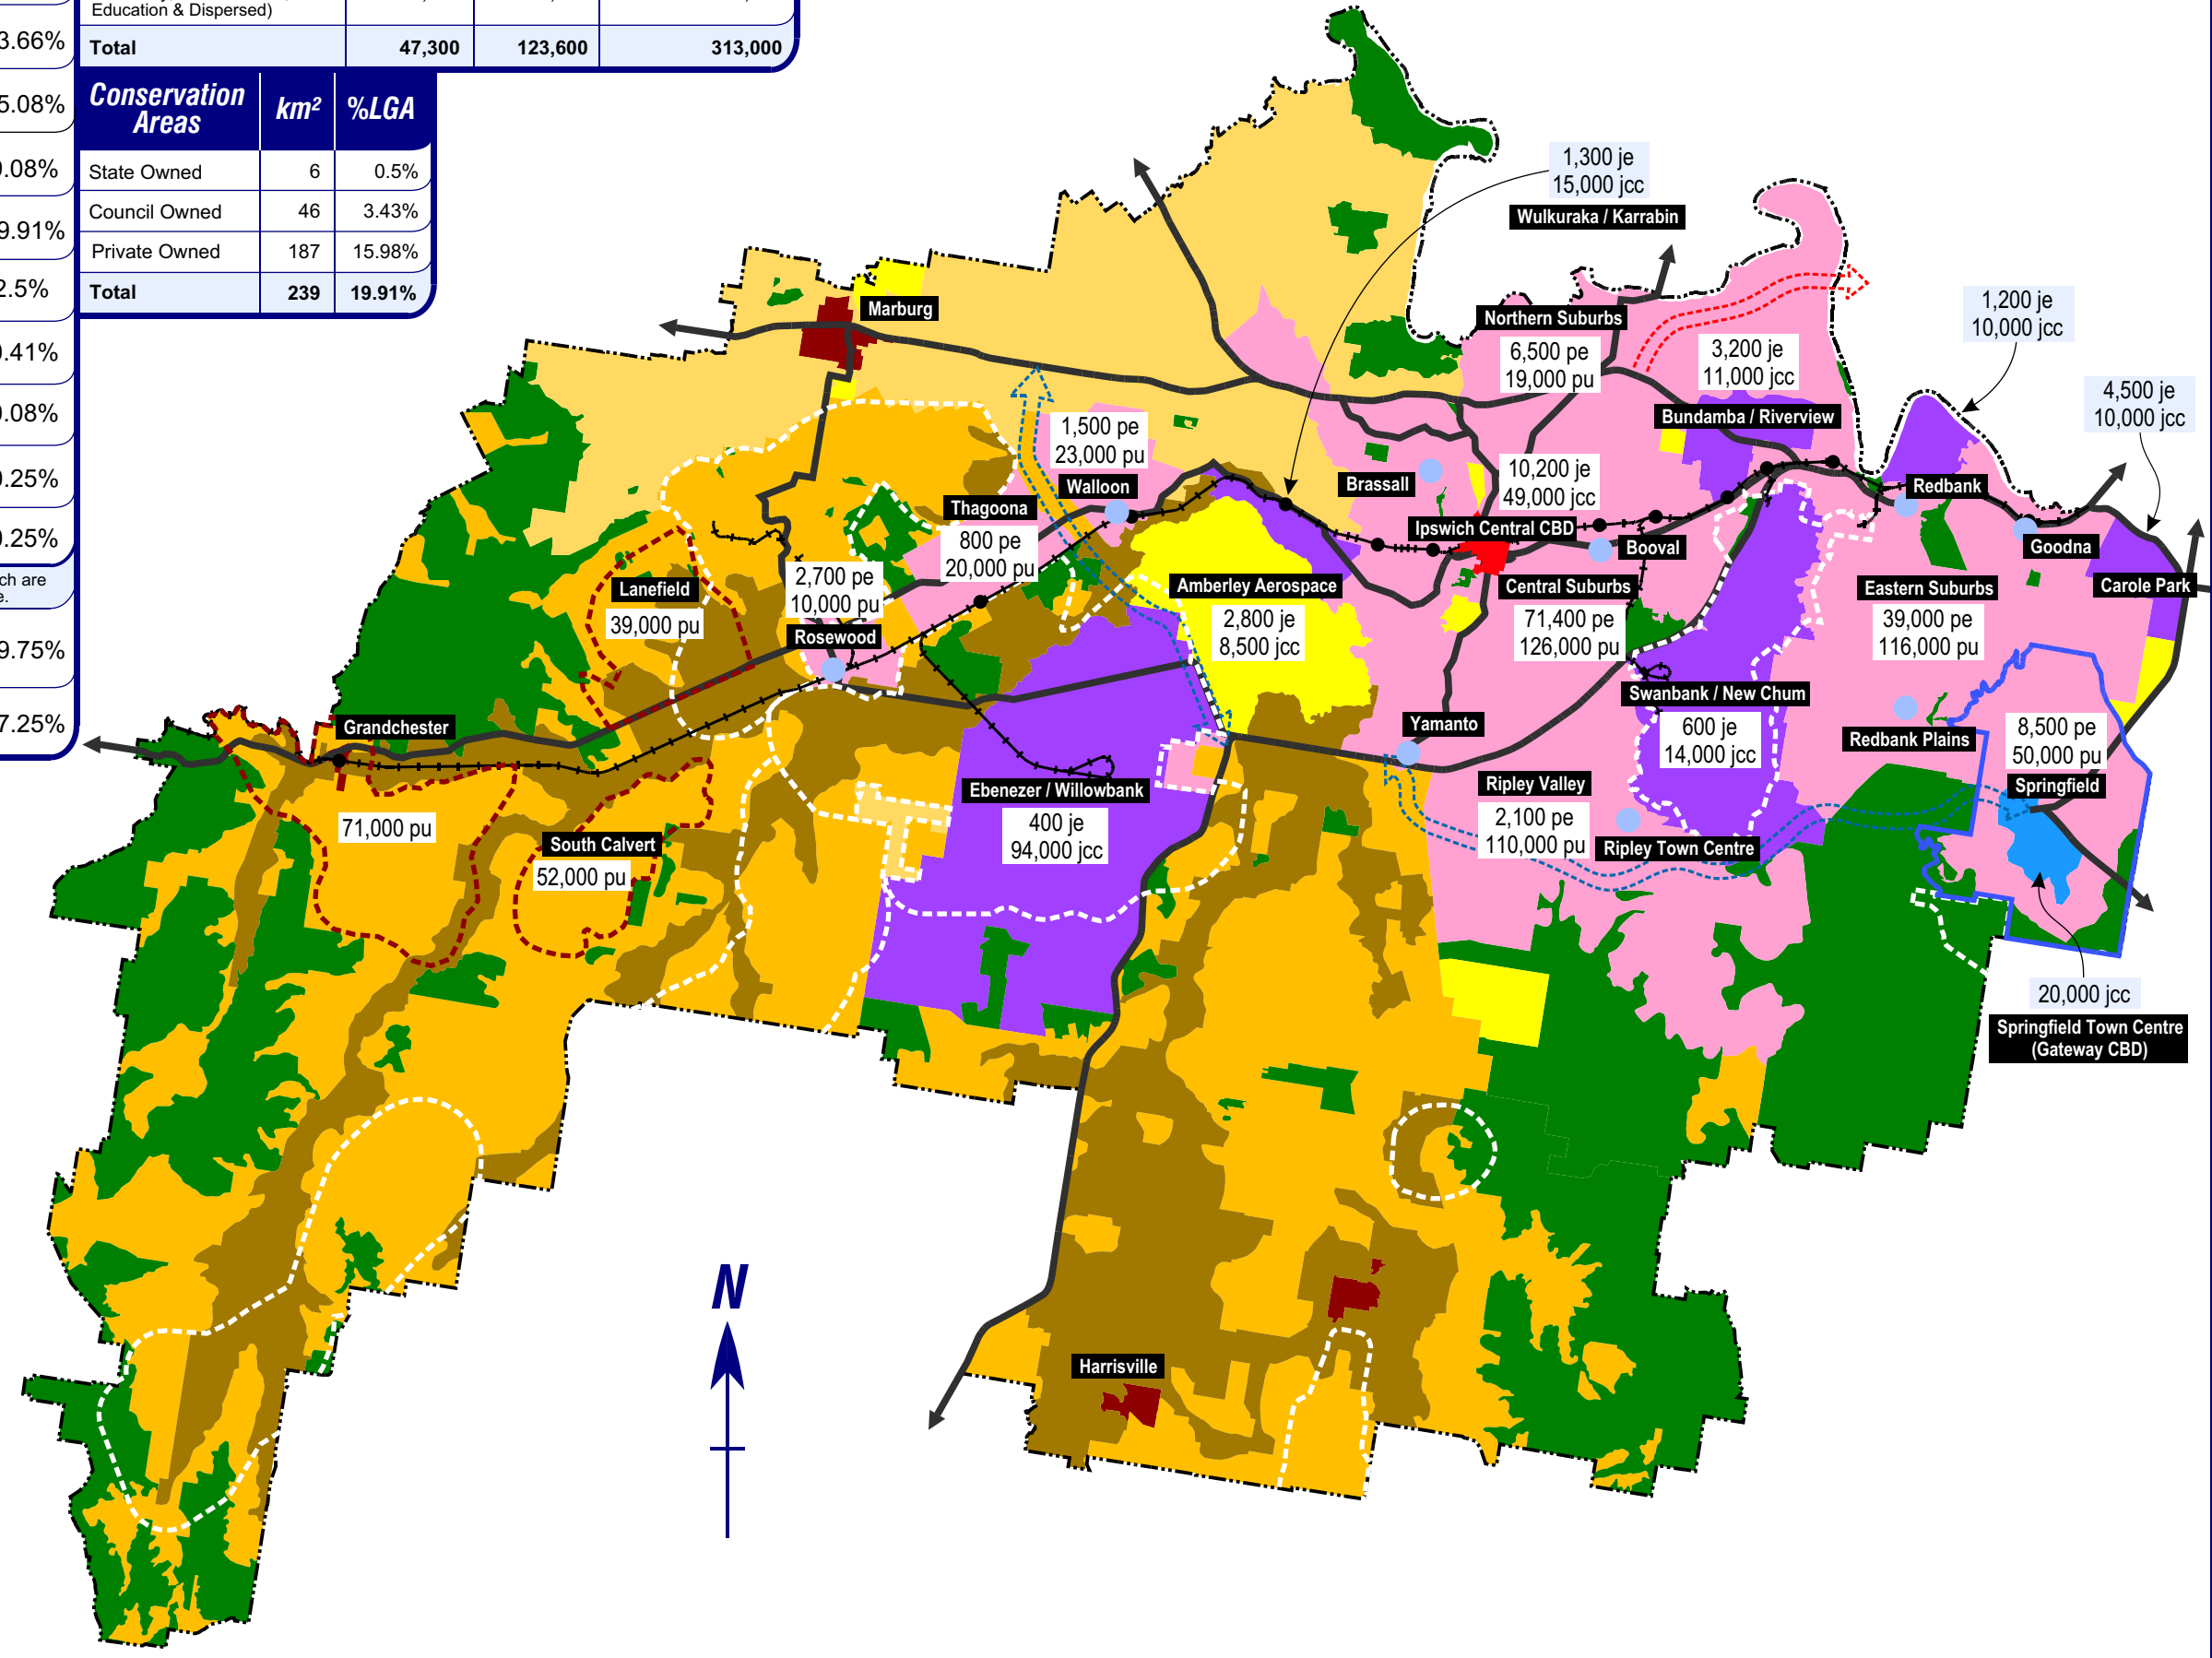 Education & Dispersed)
Total 47,300 123,600 313,000
Conservation Areas km² %LGA
State Owned 6 0.5%
Council Owned 46 3.43%
Private Owned 187 15.98%
Total 239 19.91%
3.66%
5.08%
0.08%
9.91%
2.5%
0.41%
0.08%
0.25%
0.25%
ch are
e.
9.75%
7.25%
1,300 je
15,000 jcc
Wulkuraka / Karrabin
Marburg
Northern Suburbs
6,500 pe
19,000 pu
3,200 je
11,000 jcc
Bundamba / Riverview
1,200 je
10,000 jcc
4,500 je
10,000 jcc
1,500 pe
23,000 pu
Walloon
Thagoona
800 pe
20,000 pu
Brassall
10,200 je
49,000 jcc
Ipswich Central CBD
Booval
Redbank
Goodna
Carole Park
Lanefield
39,000 pu
2,700 pe
10,000 pu
Rosewood
Amberley Aerospace
2,800 je
8,500 jcc
Central Suburbs
71,400 pe
126,000 pu
Eastern Suburbs
39,000 pe
116,000 pu
Grandchester
71,000 pu
South Calvert
52,000 pu
Ebenezer / Willowbank
400 je
94,000 jcc
Yamanto
Swanbank / New Chum
600 je
14,000 jcc
Redbank Plains
8,500 pe
50,000 pu
Springfield
Ripley Valley
2,100 pe
110,000 pu
Ripley Town Centre
20,000 jcc
Springfield Town Centre
(Gateway CBD)
Harrisville
N